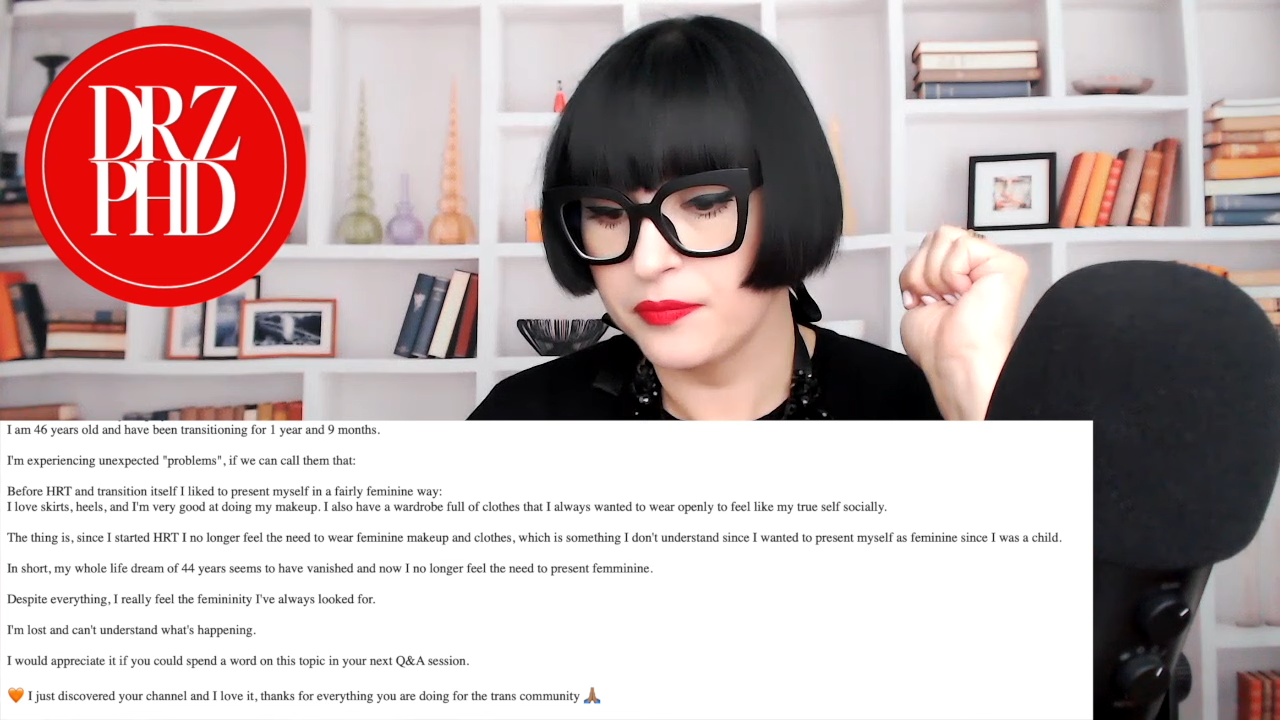 DRZ
PHD
I am 46 years old and have been transitioning for 1 year and 9 months.
I'm experiencing unexpected "problems", if we can call them that:
Before HRT and transition itself I liked to present myself in a fairly feminine way:
I love skirts, heels, and I'm very good at doing my makeup. I also have a wardrobe full of clothes that I always wanted to wear openly to feel like my true self socially.
The thing is, since I started HRT I no longer feel the need to wear feminine makeup and clothes, which is something I don't understand since I wanted to present myself as feminine since I was a child.
In short, my whole life dream of 44 years seems to have vanished and now I no longer feel the need to present femminine.
Despite everything, I really feel the femininity I've always looked for.
I'm lost and can't understand what's happening.
I would appreciate it if you could spend a word on this topic in your next Q&A session.
🧡 I just discovered your channel and I love it, thanks for everything you are doing for the trans community 🙏🏾